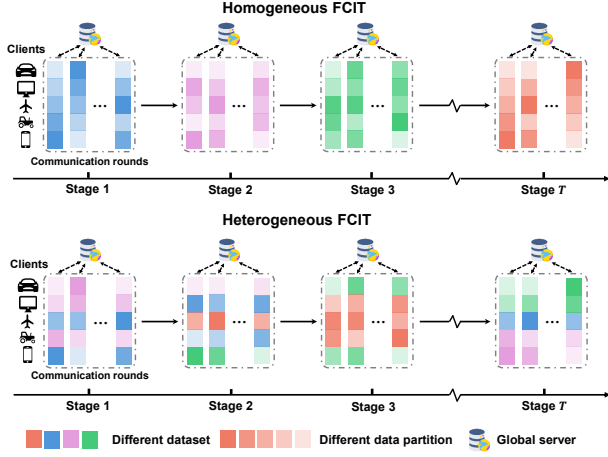 Homogeneous FCIT
Clients
...
...
...
...
Communication rounds
Stage 1
Stage 2
Stage 3
Stage T
Heterogeneous FCIT
Clients
...
...
...
...
Communication rounds
Stage 1
Stage 2
Stage 3
Stage T
Different dataset
Different data partition
Global server